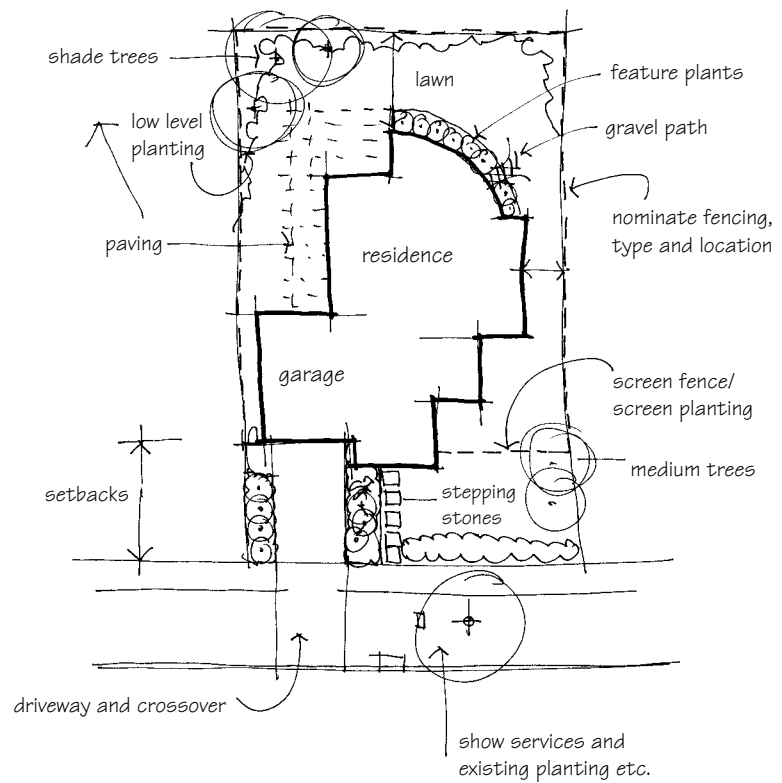 shade trees
lawn
feature plants
low level
planting
gravel path
paving
residence
nominate fencing,
type and location
garage
screen fence/
screen planting
medium trees
setbacks
stepping
stones
driveway and crossover
show services and
existing planting etc.